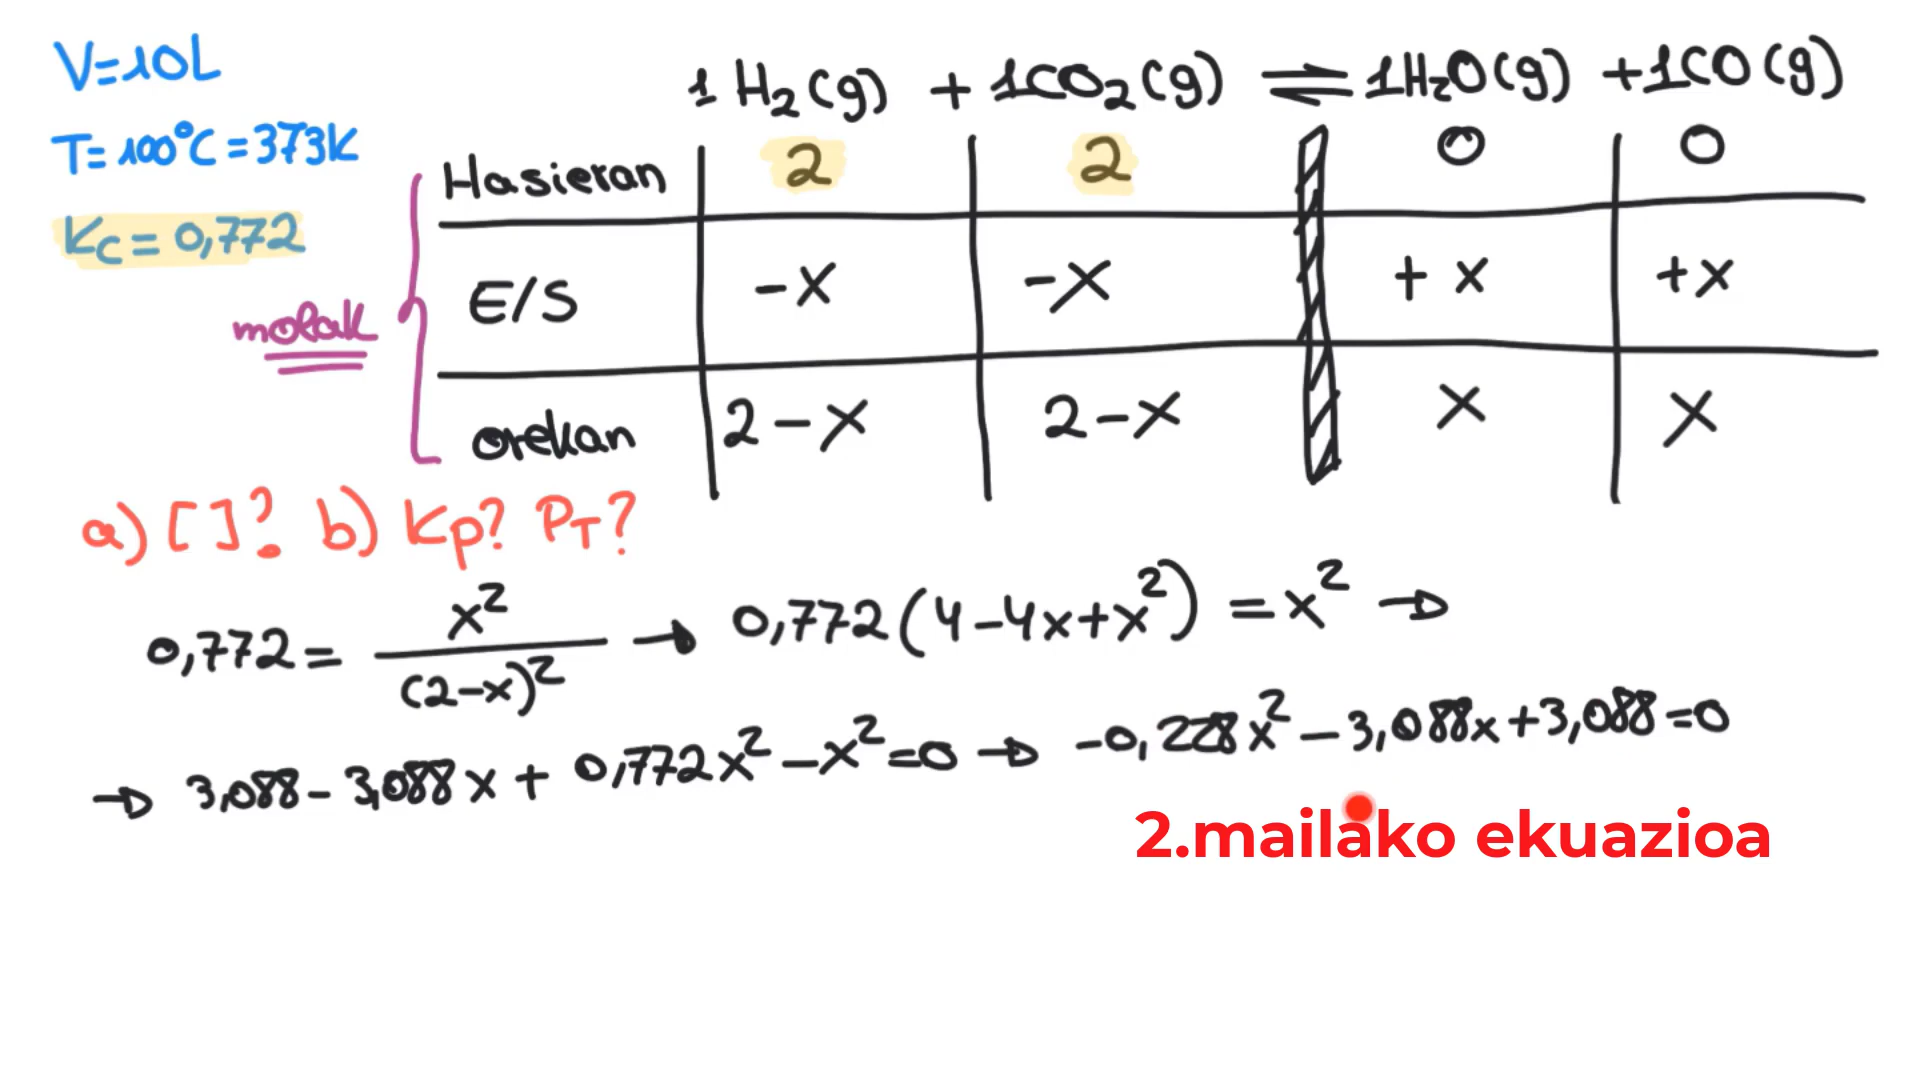 V=10L
T=100°C=373K
Kc=0,772
1H₂(g) + 1CO₂(g) ⇌ 1H₂O(g) + 1CO(g)
Hasieran 2 2 0 0
E/S -x -x +x +x
molak
orekan 2-x 2-x x x
a) [ ]? b) Kp? PT?
0,772= x²/(2-x)² → 0,772(4-4x+x²) = x² →
→ 3,088-3,088x + 0,772x² - x²=0 → -0,228x² - 3,088x+3,088=0
2.mailako ekuazioa